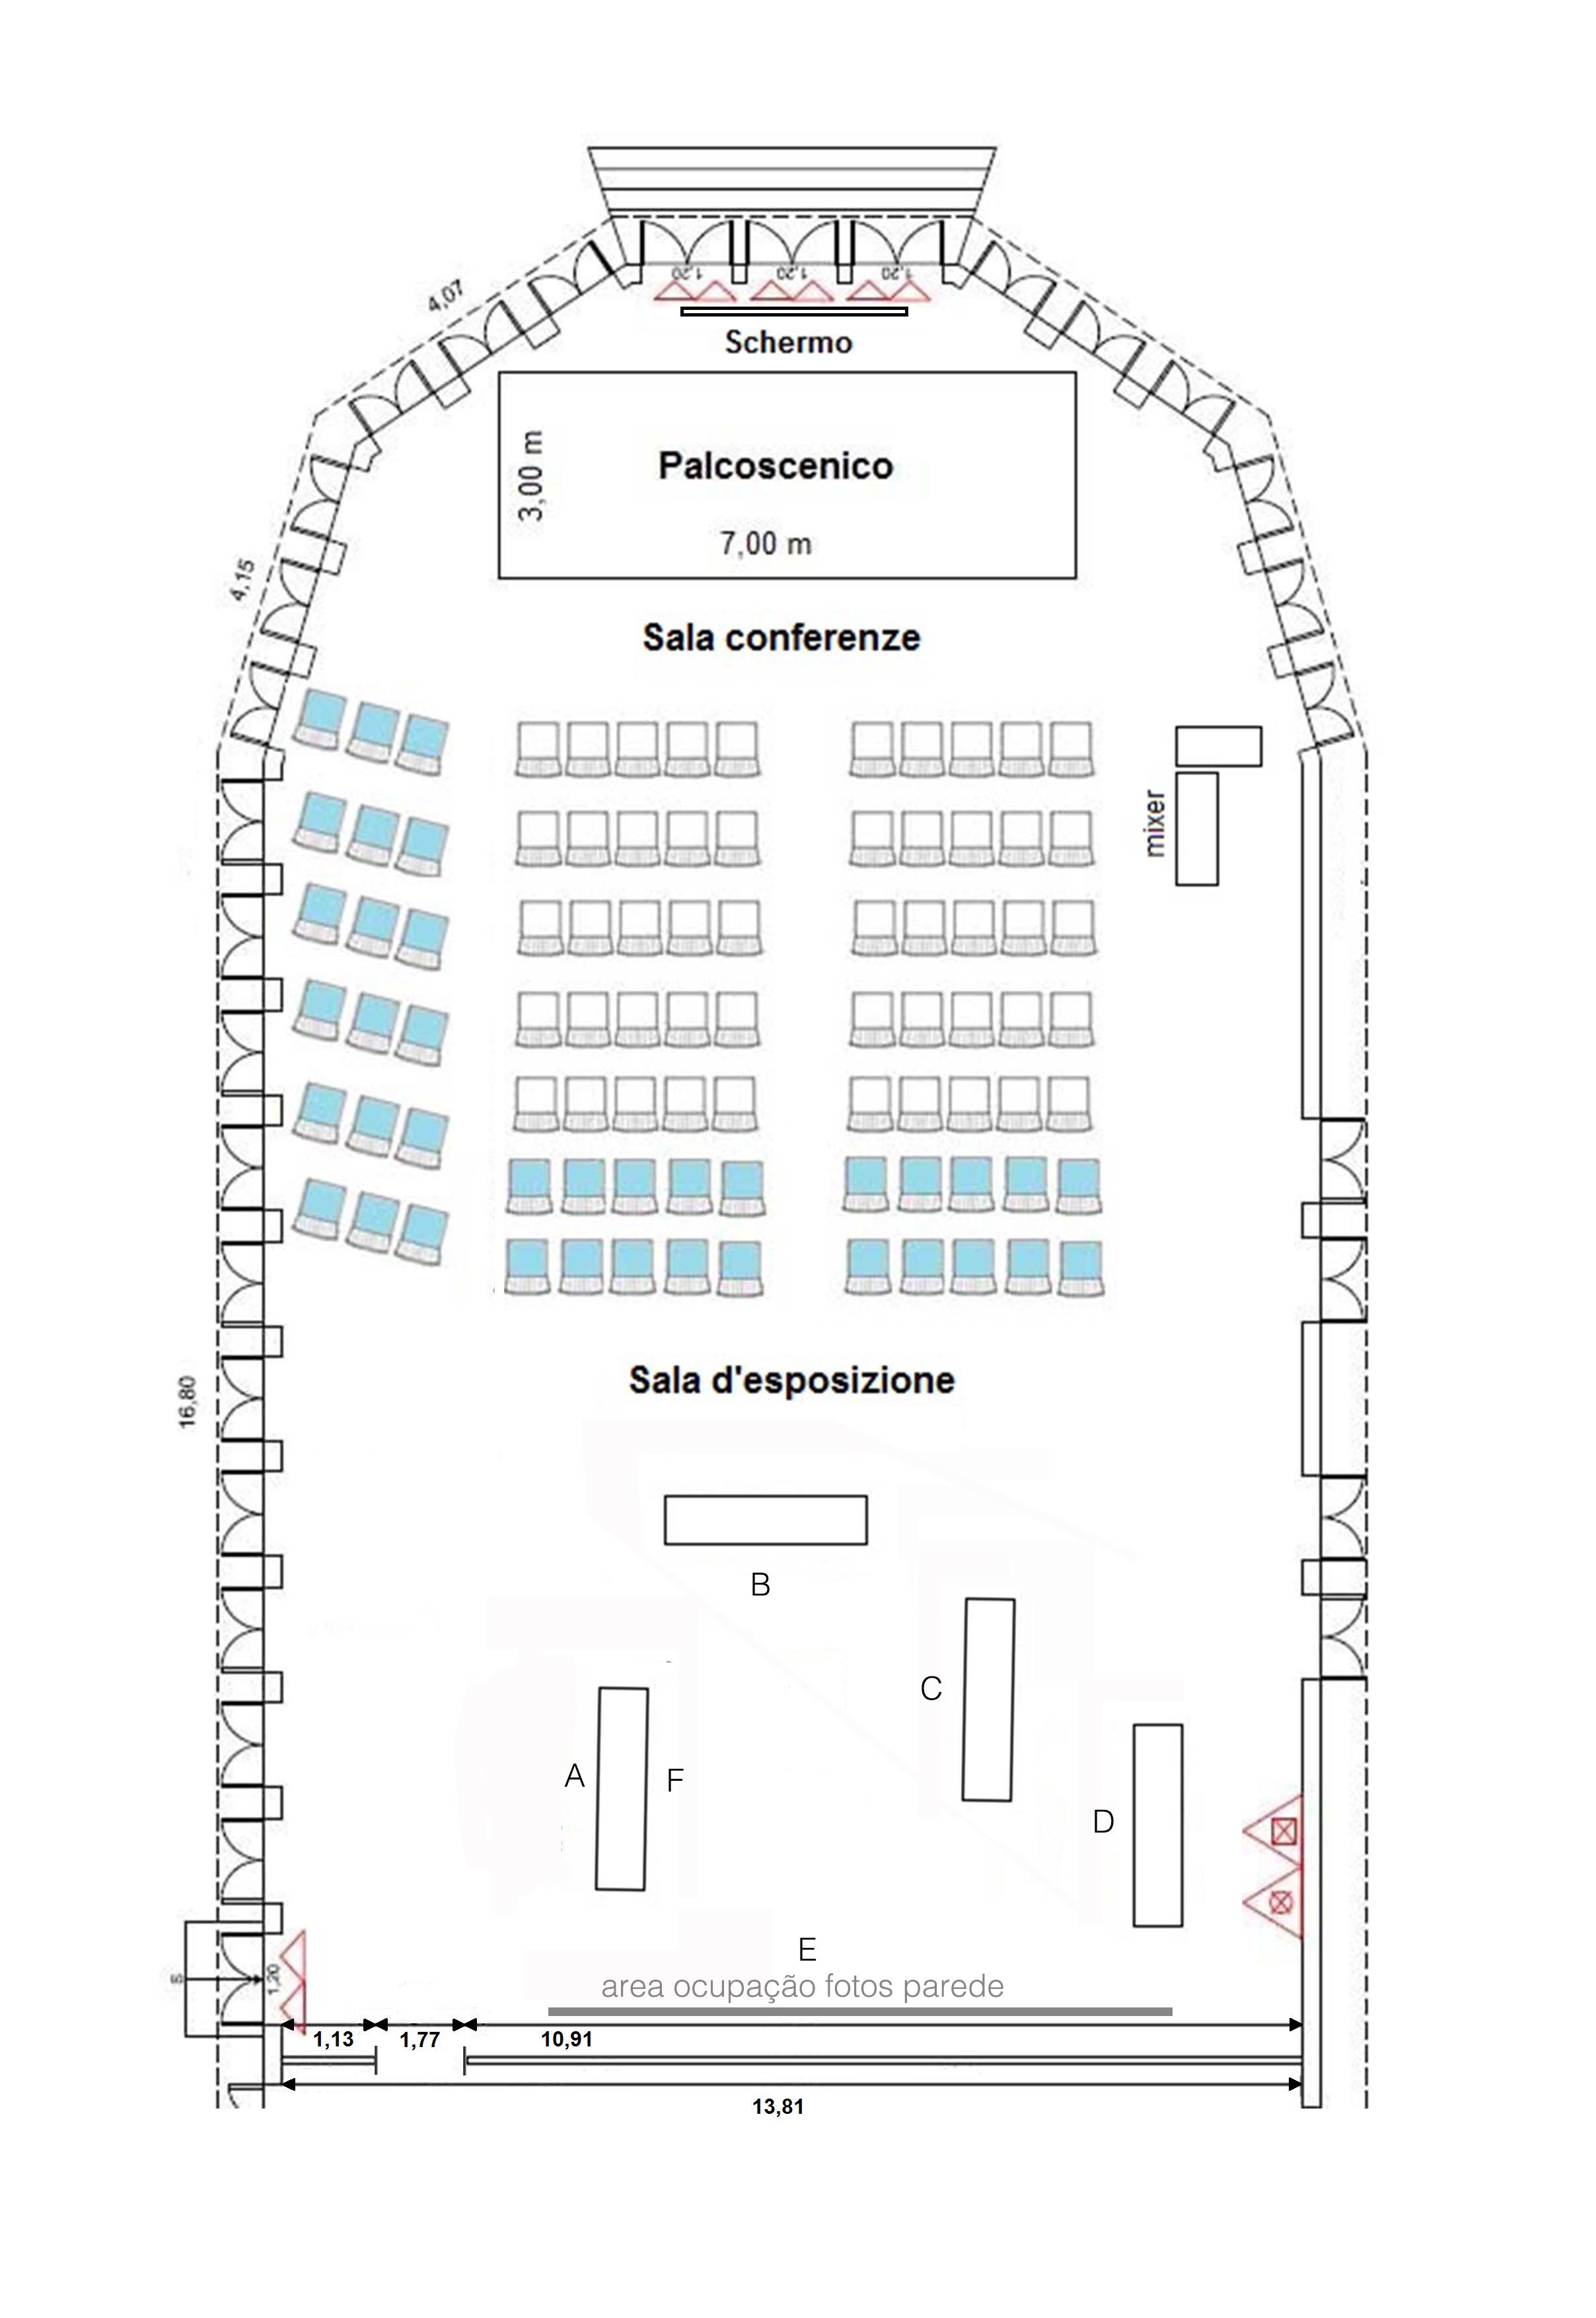 4,07
1,20
1,20
1,20
Schermo
Palcoscenico
3,00 m
7,00 m
4,15
Sala conferenze
mixer
Sala d'esposizione
16,80
B
C
A
F
D
E
area ocupação fotos parede
S
1,20
1,13
1,77
10,91
13,81